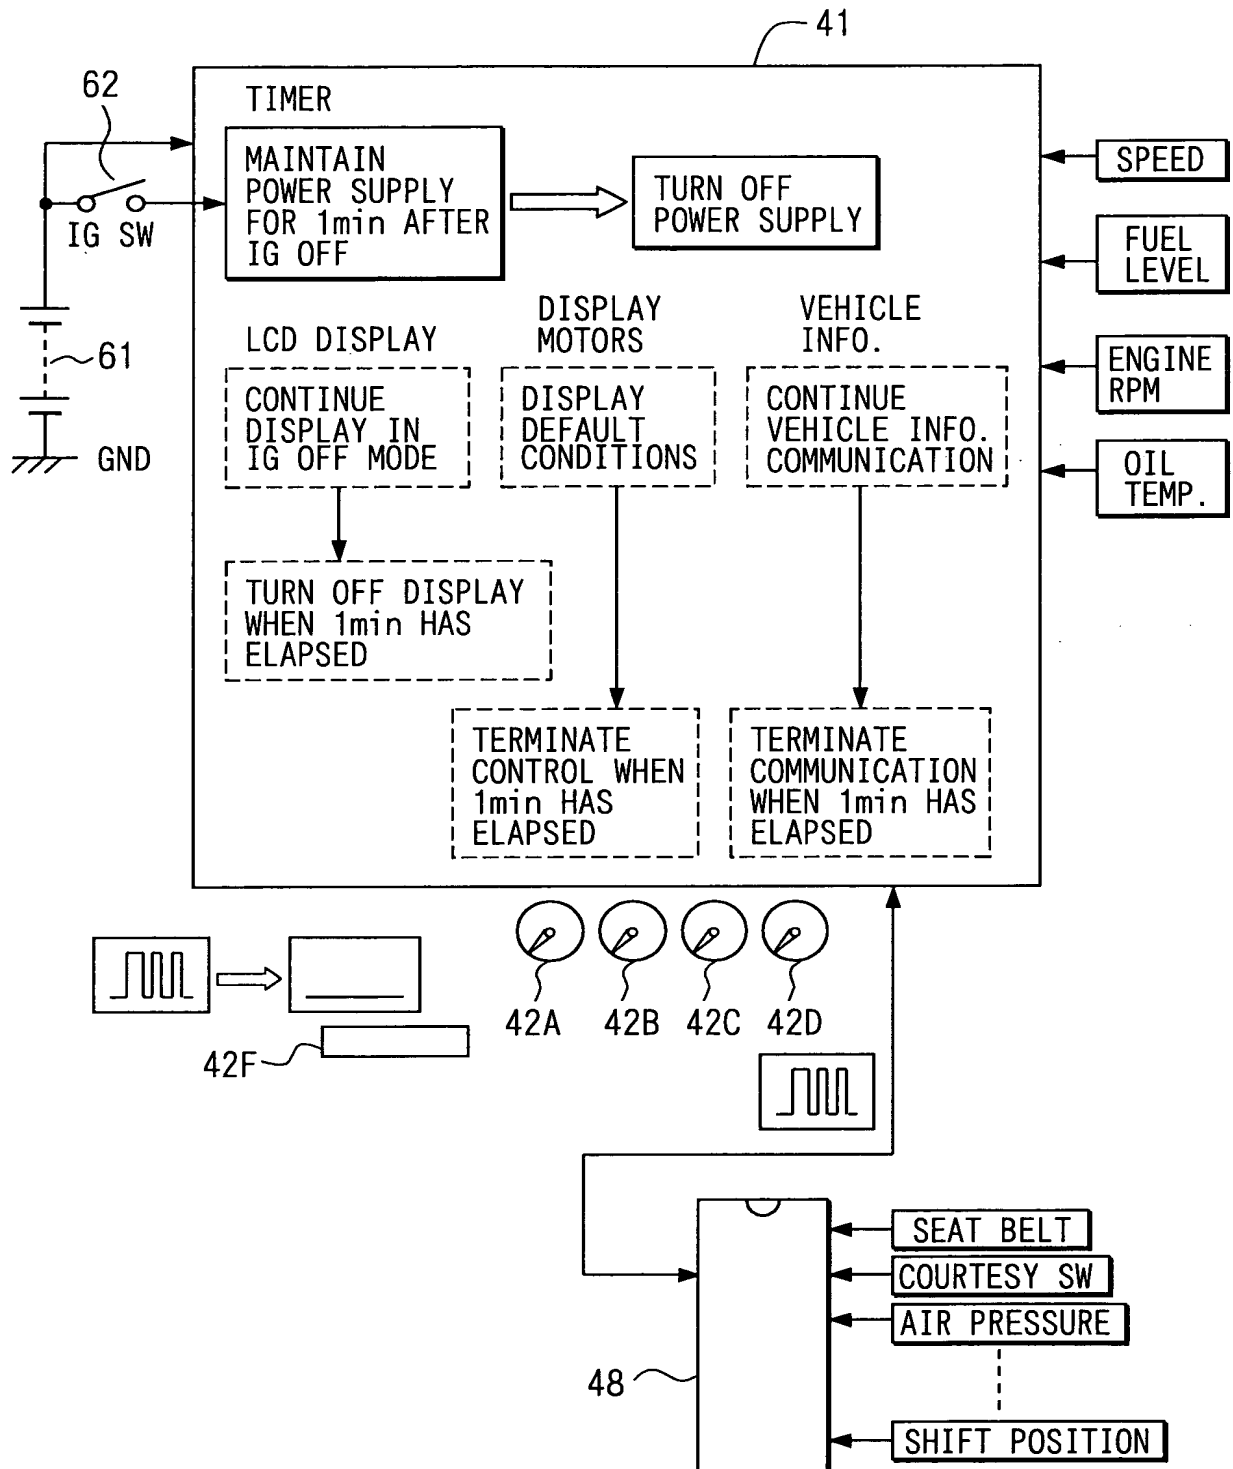 41
62
TIMER
MAINTAIN
POWER SUPPLY
FOR 1min AFTER
IG OFF
TURN OFF
POWER SUPPLY
IG SW
61
GND
SPEED
FUEL
LEVEL
ENGINE
RPM
OIL
TEMP.
LCD DISPLAY
CONTINUE
DISPLAY IN
IG OFF MODE
TURN OFF DISPLAY
WHEN 1min HAS
ELAPSED
DISPLAY
MOTORS
DISPLAY
DEFAULT
CONDITIONS
TERMINATE
CONTROL WHEN
1min HAS
ELAPSED
VEHICLE
INFO.
CONTINUE
VEHICLE INFO.
COMMUNICATION
TERMINATE
COMMUNICATION
WHEN 1min HAS
ELAPSED
42A
42B
42C
42D
42F
48
SEAT BELT
COURTESY SW
AIR PRESSURE
SHIFT POSITION